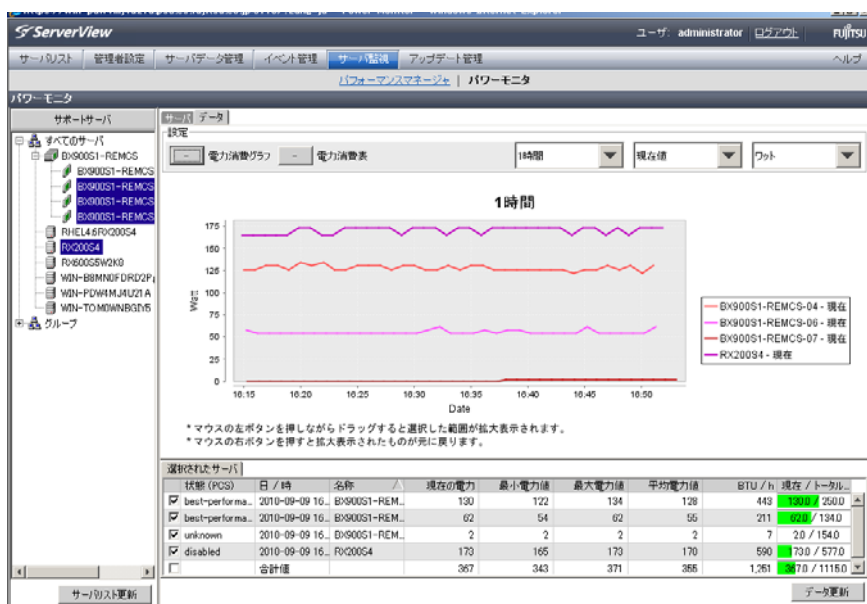 ServerView
ユーザ: administrator ログアウト FUJITSU
サーバリスト 管理者設定 サーバデータ管理 イベント管理 サーバ監視 アップデート管理 ヘルプ
パフォーマンスマネージャ | パワーモニタ
パワーモニタ
サポートサーバ
すべてのサーバ
BX900S1-REMCS
BX900S1-REMCS
BX900S1-REMCS
BX900S1-REMCS
BX900S1-REMCS
RHEL4.6RX200S4
RX200S4
RX600S5W2K8
WIN-B8MN0FDRD2P
WIN-PDW4MJ4U21A
WIN-TOM0WNBGIY5
グループ
サーバリスト更新
サーバ データ
設定
- 電力消費グラフ - 電力消費表 1時間 現在値 ワット
1時間
175
150
125
100
75
50
25
0
Watt
16:15 16:20 16:25 16:30 16:35 16:40 16:45 16:50
Date
BX900S1-REMCS-04 - 現在
BX900S1-REMCS-06 - 現在
BX900S1-REMCS-07 - 現在
RX200S4 - 現在
* マウスの左ボタンを押しながらドラッグすると選択した範囲が拡大表示されます。
* マウスの右ボタンを押すと拡大表示されたものが元に戻ります。
選択されたサーバ
状態 (PCS) 日 / 時 名称 現在の電力 最小電力値 最大電力値 平均電力値 BTU / h 現在 / トータル...
best-performa... 2010-09-09 16... BX900S1-REM... 130 122 134 128 443 130.0 / 250.0
best-performa... 2010-09-09 16... BX900S1-REM... 62 54 62 55 211 62.0 / 134.0
unknown 2010-09-09 16... BX900S1-REM... 2 2 2 2 7 2.0 / 154.0
disabled 2010-09-09 16... RX200S4 173 165 173 170 590 173.0 / 577.0
合計値 367 343 371 355 1,251 367.0 / 1115.0
データ更新